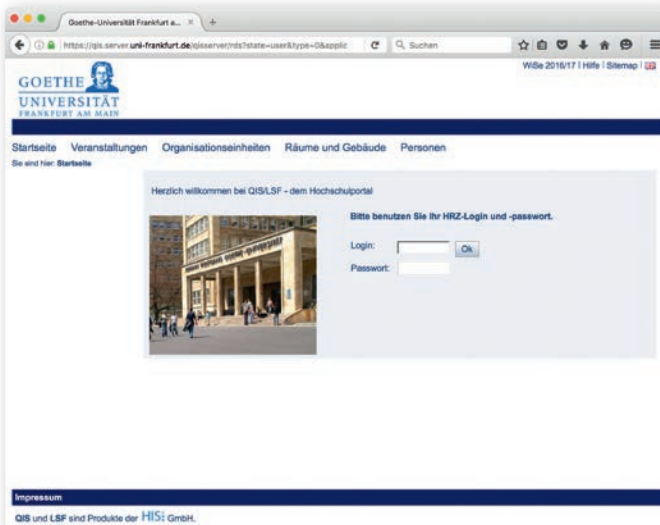 Goethe-Universität Frankfurt a...
https://qis.server.uni-frankfurt.de/qisserver/rds?state=user&type=0&applic
Suchen
WiSe 2016/17 | Hilfe | Sitemap |
GOETHE
UNIVERSITÄT
FRANKFURT AM MAIN
Startseite Veranstaltungen Organisationseinheiten Räume und Gebäude Personen
Sie sind hier: Startseite
Herzlich willkommen bei QIS/LSF - dem Hochschulportal
Bitte benutzen Sie Ihr HRZ-Login und -passwort.
Login:
Ok
Passwort:
Impressum
QIS und LSF sind Produkte der HIS GmbH.